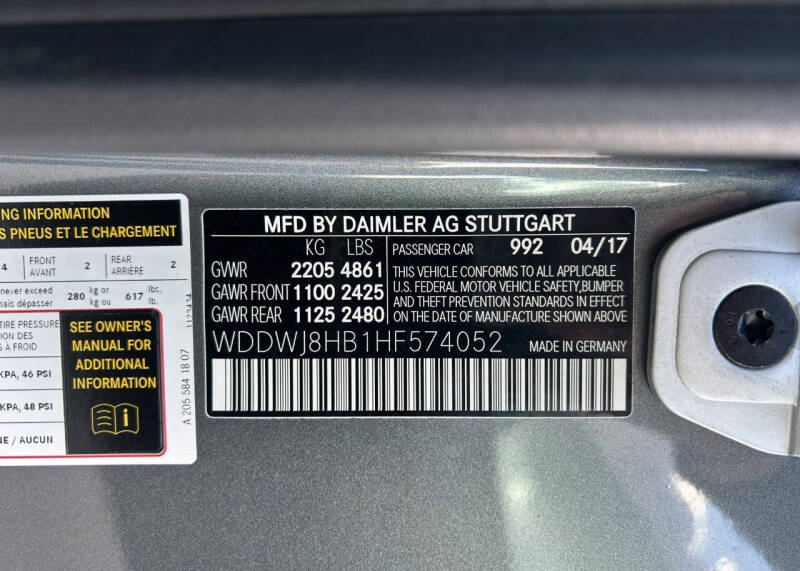 NG INFORMATION
S PNEUS ET LE CHARGEMENT
4 FRONT AVANT 2 REAR ARRIÈRE 2
never exceed
mais dépasser 280 kg or kg ou 617 lbs. lb.
TIRE PRESSURE
TION DES
À FROID
KPA, 46 PSI
KPA, 48 PSI
NE / AUCUN
SEE OWNER'S
MANUAL FOR
ADDITIONAL
INFORMATION
i
A 205 584 18 07
MFD BY DAIMLER AG STUTTGART
KG LBS
GVWR 2205 4861
GAWR FRONT 1100 2425
GAWR REAR 1125 2480
PASSENGER CAR 992 04/17
THIS VEHICLE CONFORMS TO ALL APPLICABLE
U.S. FEDERAL MOTOR VEHICLE SAFETY,BUMPER
AND THEFT PREVENTION STANDARDS IN EFFECT
ON THE DATE OF MANUFACTURE SHOWN ABOVE
WDDWJ8HB1HF574052 MADE IN GERMANY